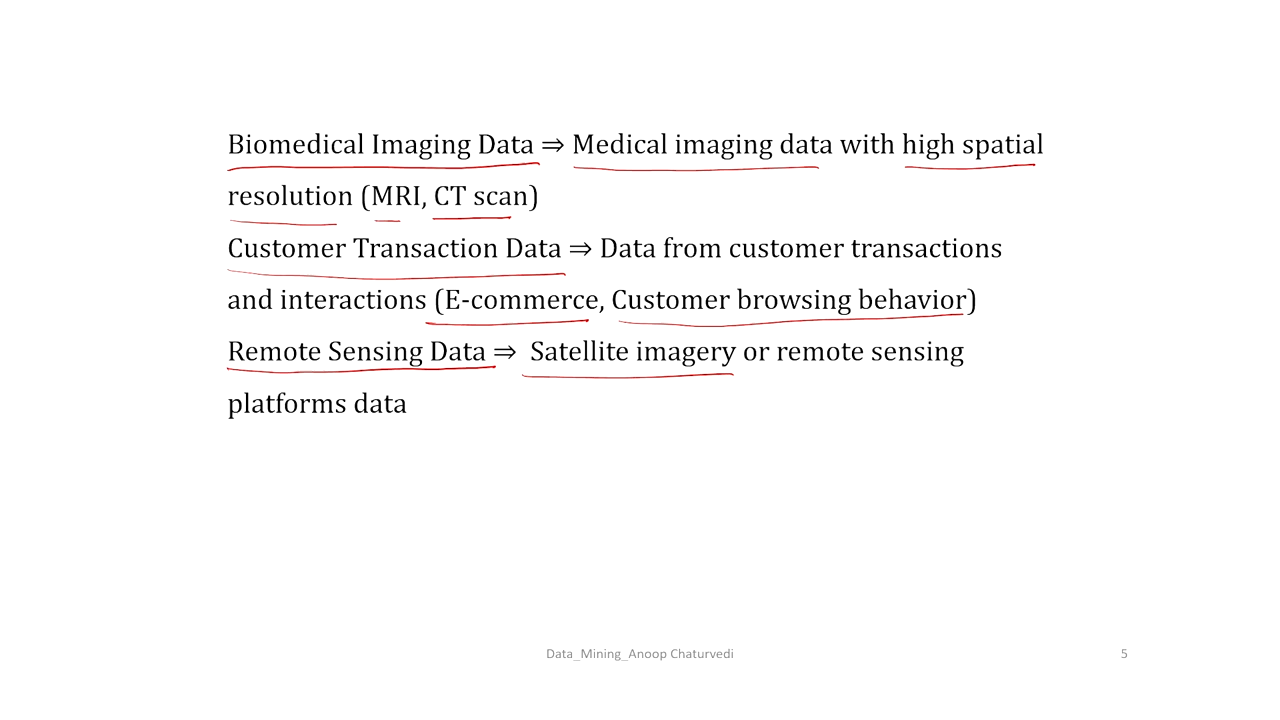 Biomedical Imaging Data ⇒ Medical imaging data with high spatial
resolution (MRI, CT scan)
Customer Transaction Data ⇒ Data from customer transactions
and interactions (E-commerce, Customer browsing behavior)
Remote Sensing Data ⇒ Satellite imagery or remote sensing
platforms data
Data_Mining_Anoop Chaturvedi
5